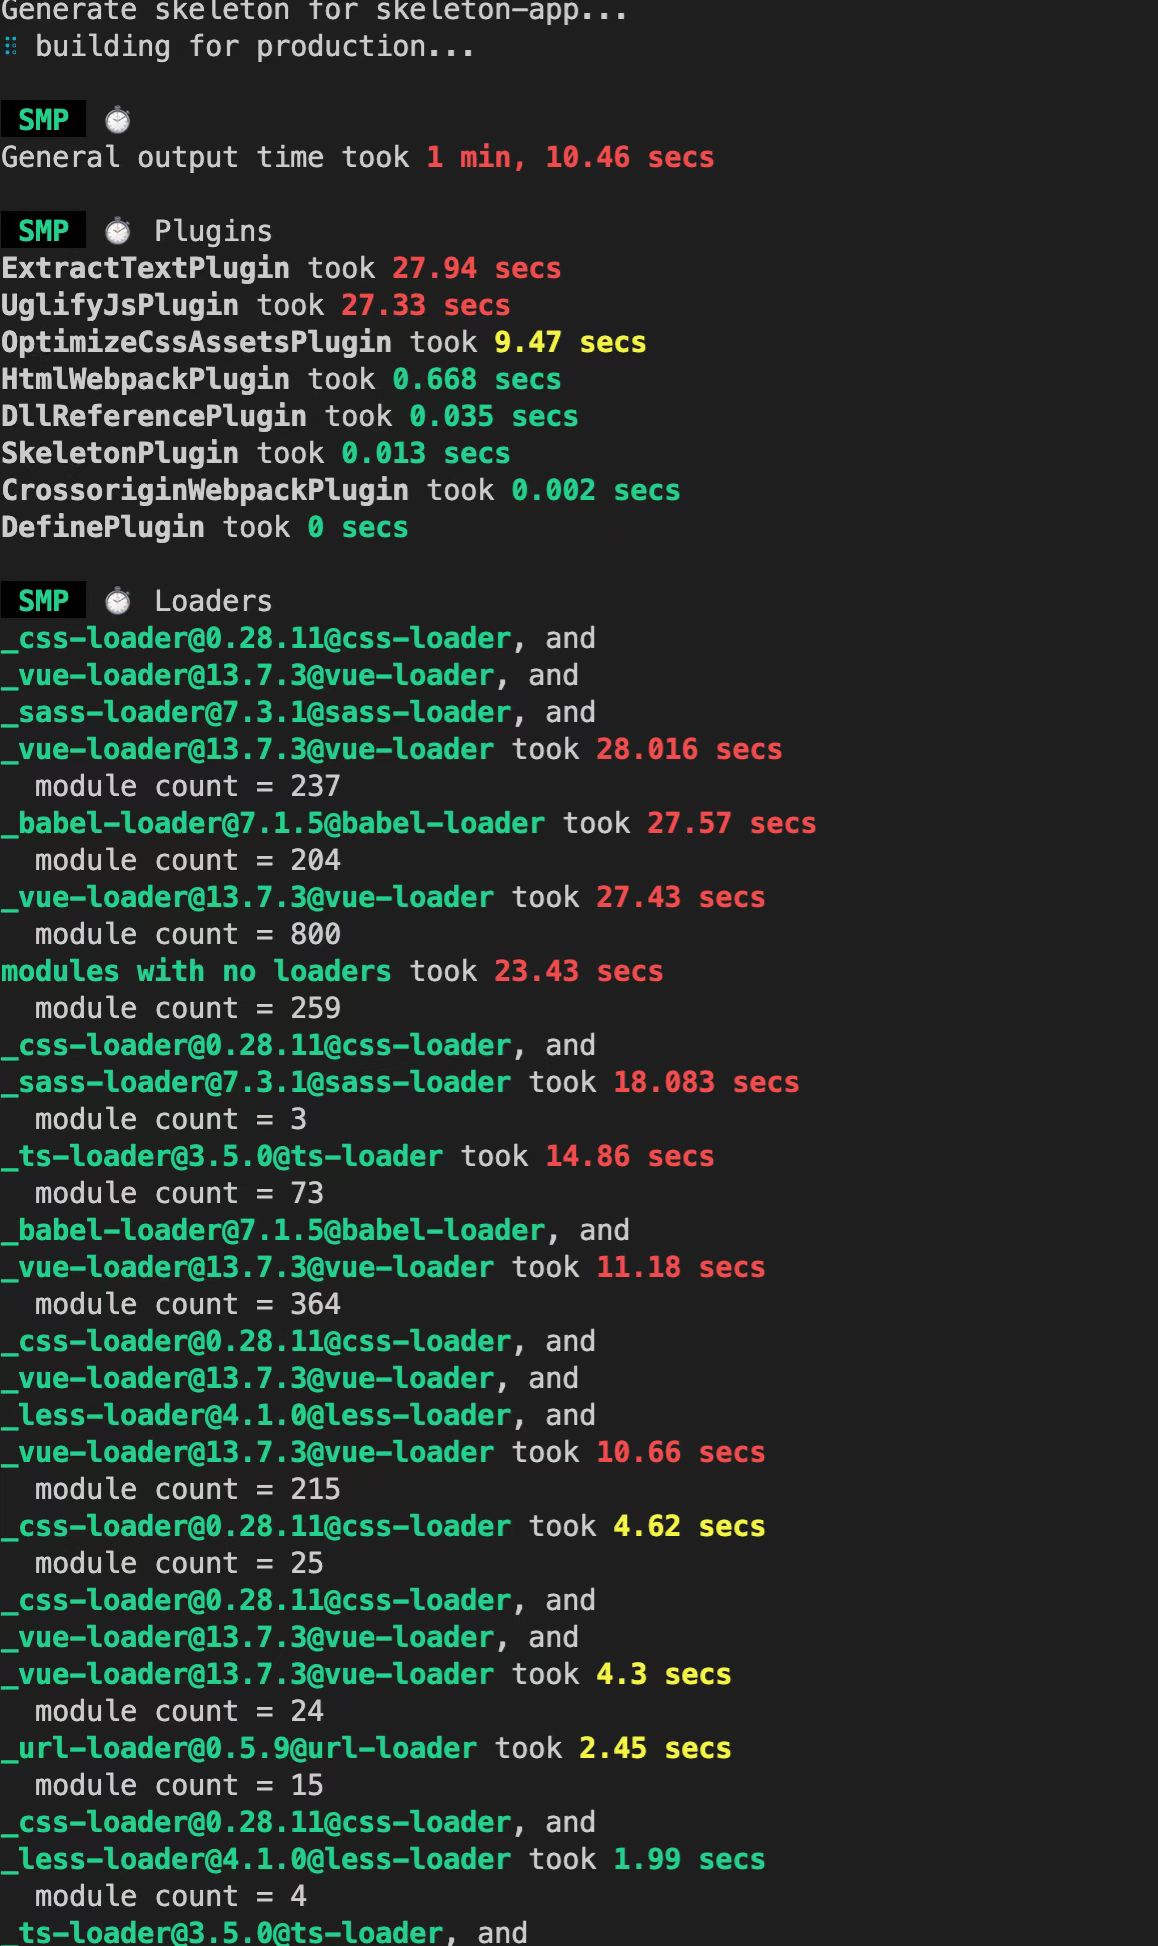 Generate skeleton for skeleton-app...
⠿ building for production...
SMP ⏱
General output time took 1 min, 10.46 secs
SMP ⏱ Plugins
ExtractTextPlugin took 27.94 secs
UglifyJsPlugin took 27.33 secs
OptimizeCssAssetsPlugin took 9.47 secs
HtmlWebpackPlugin took 0.668 secs
DllReferencePlugin took 0.035 secs
SkeletonPlugin took 0.013 secs
CrossoriginWebpackPlugin took 0.002 secs
DefinePlugin took 0 secs
SMP ⏱ Loaders
_css-loader@0.28.11@css-loader, and
_vue-loader@13.7.3@vue-loader, and
_sass-loader@7.3.1@sass-loader, and
_vue-loader@13.7.3@vue-loader took 28.016 secs
module count = 237
_babel-loader@7.1.5@babel-loader took 27.57 secs
module count = 204
_vue-loader@13.7.3@vue-loader took 27.43 secs
module count = 800
modules with no loaders took 23.43 secs
module count = 259
_css-loader@0.28.11@css-loader, and
_sass-loader@7.3.1@sass-loader took 18.083 secs
module count = 3
_ts-loader@3.5.0@ts-loader took 14.86 secs
module count = 73
_babel-loader@7.1.5@babel-loader, and
_vue-loader@13.7.3@vue-loader took 11.18 secs
module count = 364
_css-loader@0.28.11@css-loader, and
_vue-loader@13.7.3@vue-loader, and
_less-loader@4.1.0@less-loader, and
_vue-loader@13.7.3@vue-loader took 10.66 secs
module count = 215
_css-loader@0.28.11@css-loader took 4.62 secs
module count = 25
_css-loader@0.28.11@css-loader, and
_vue-loader@13.7.3@vue-loader, and
_vue-loader@13.7.3@vue-loader took 4.3 secs
module count = 24
_url-loader@0.5.9@url-loader took 2.45 secs
module count = 15
_css-loader@0.28.11@css-loader, and
_less-loader@4.1.0@less-loader took 1.99 secs
module count = 4
_ts-loader@3.5.0@ts-loader, and